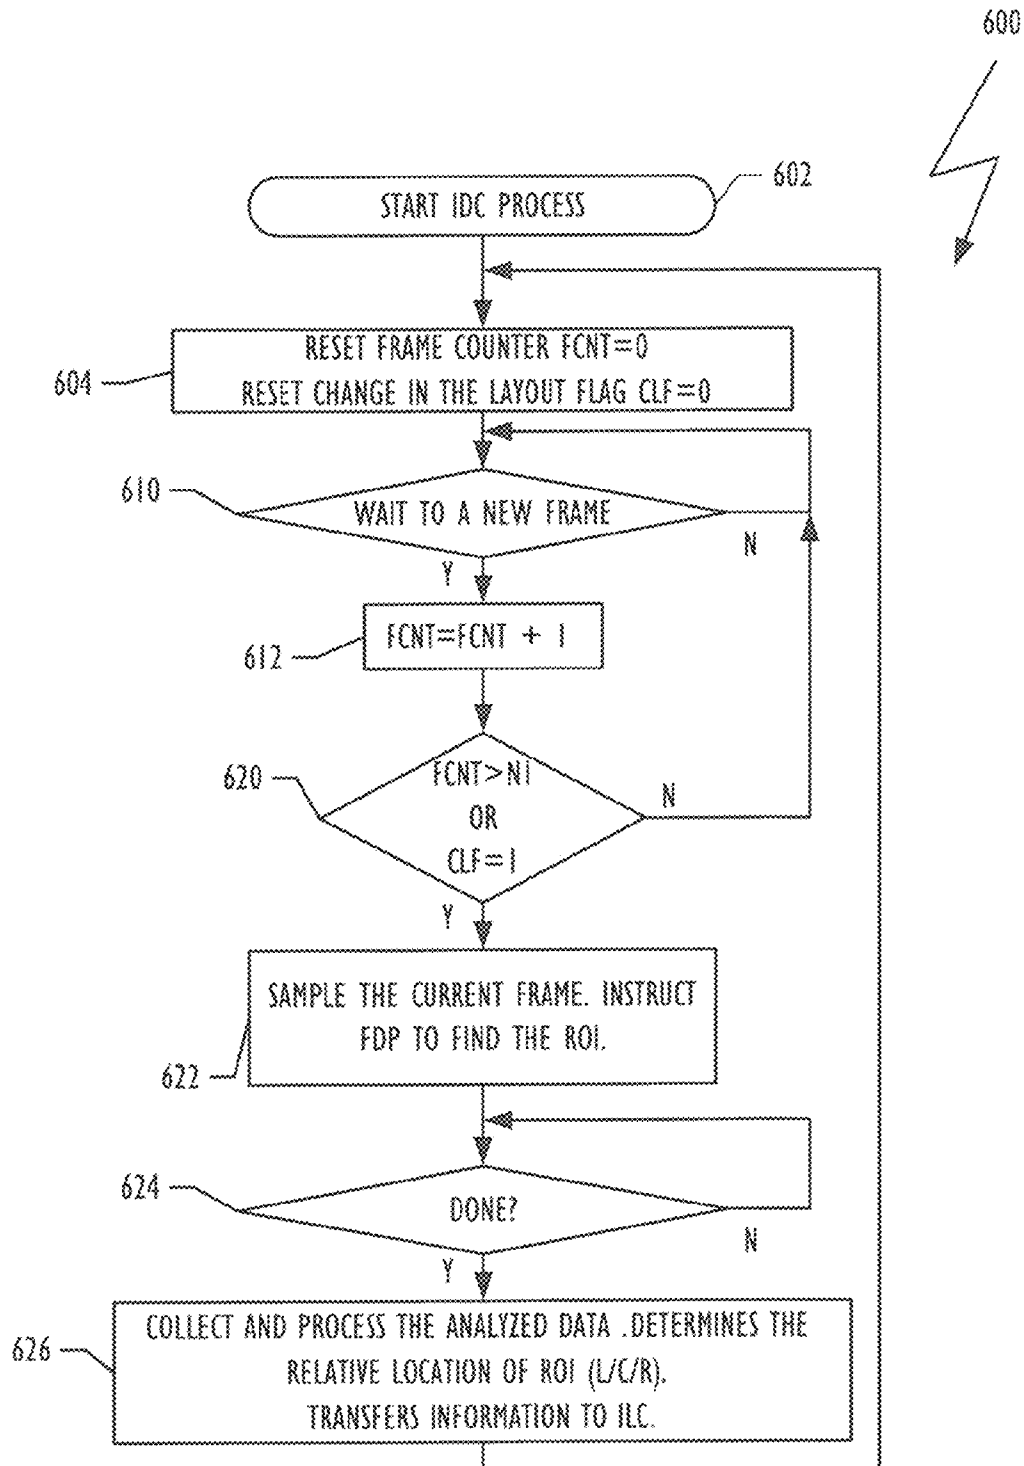 600
602
START IDC PROCESS
RESET FRAME COUNTER FCNT=0
604
RESET CHANGE IN THE LAYOUT FLAG CLF=0
610
WAIT TO A NEW FRAME
N
Y
612
FCNT=FCNT + 1
620
FCNT>N1
N
OR
CLF=1
Y
SAMPLE THE CURRENT FRAME. INSTRUCT
FDP TO FIND THE ROI.
622
624
DONE?
N
Y
COLLECT AND PROCESS THE ANALYZED DATA .DETERMINES THE
626
RELATIVE LOCATION OF ROI (L/C/R).
TRANSFERS INFORMATION TO ILC.